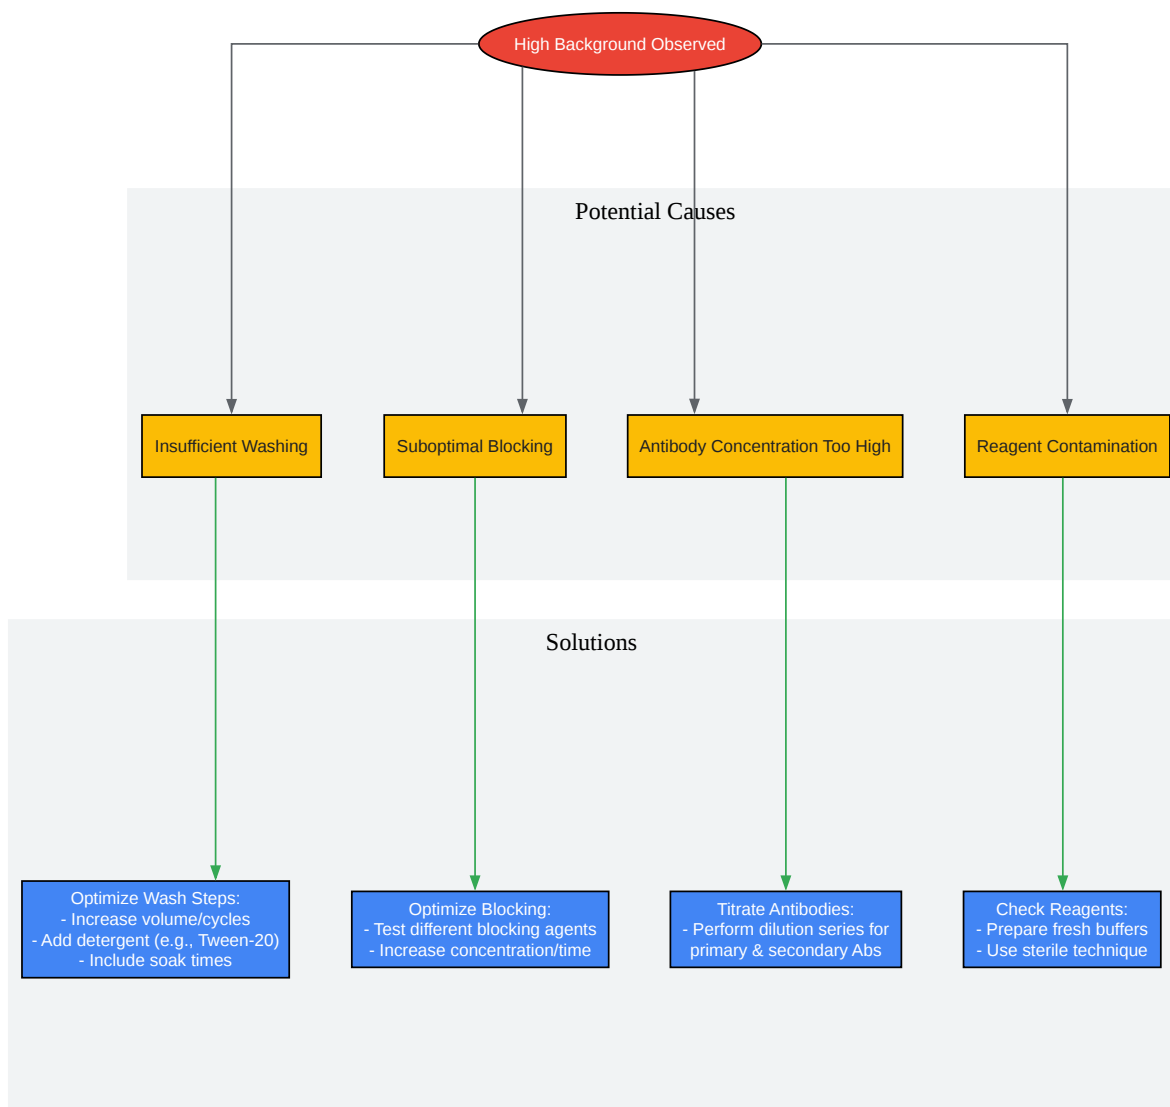 High Background Observed
Potential Causes
Insufficient Washing
Suboptimal Blocking
Antibody Concentration Too High
Reagent Contamination
Solutions
Optimize Wash Steps:
- Increase volume/cycles
- Add detergent (e.g., Tween-20)
- Include soak times
Optimize Blocking:
- Test different blocking agents
- Increase concentration/time
Titrate Antibodies:
- Perform dilution series for
primary & secondary Abs
Check Reagents:
- Prepare fresh buffers
- Use sterile technique